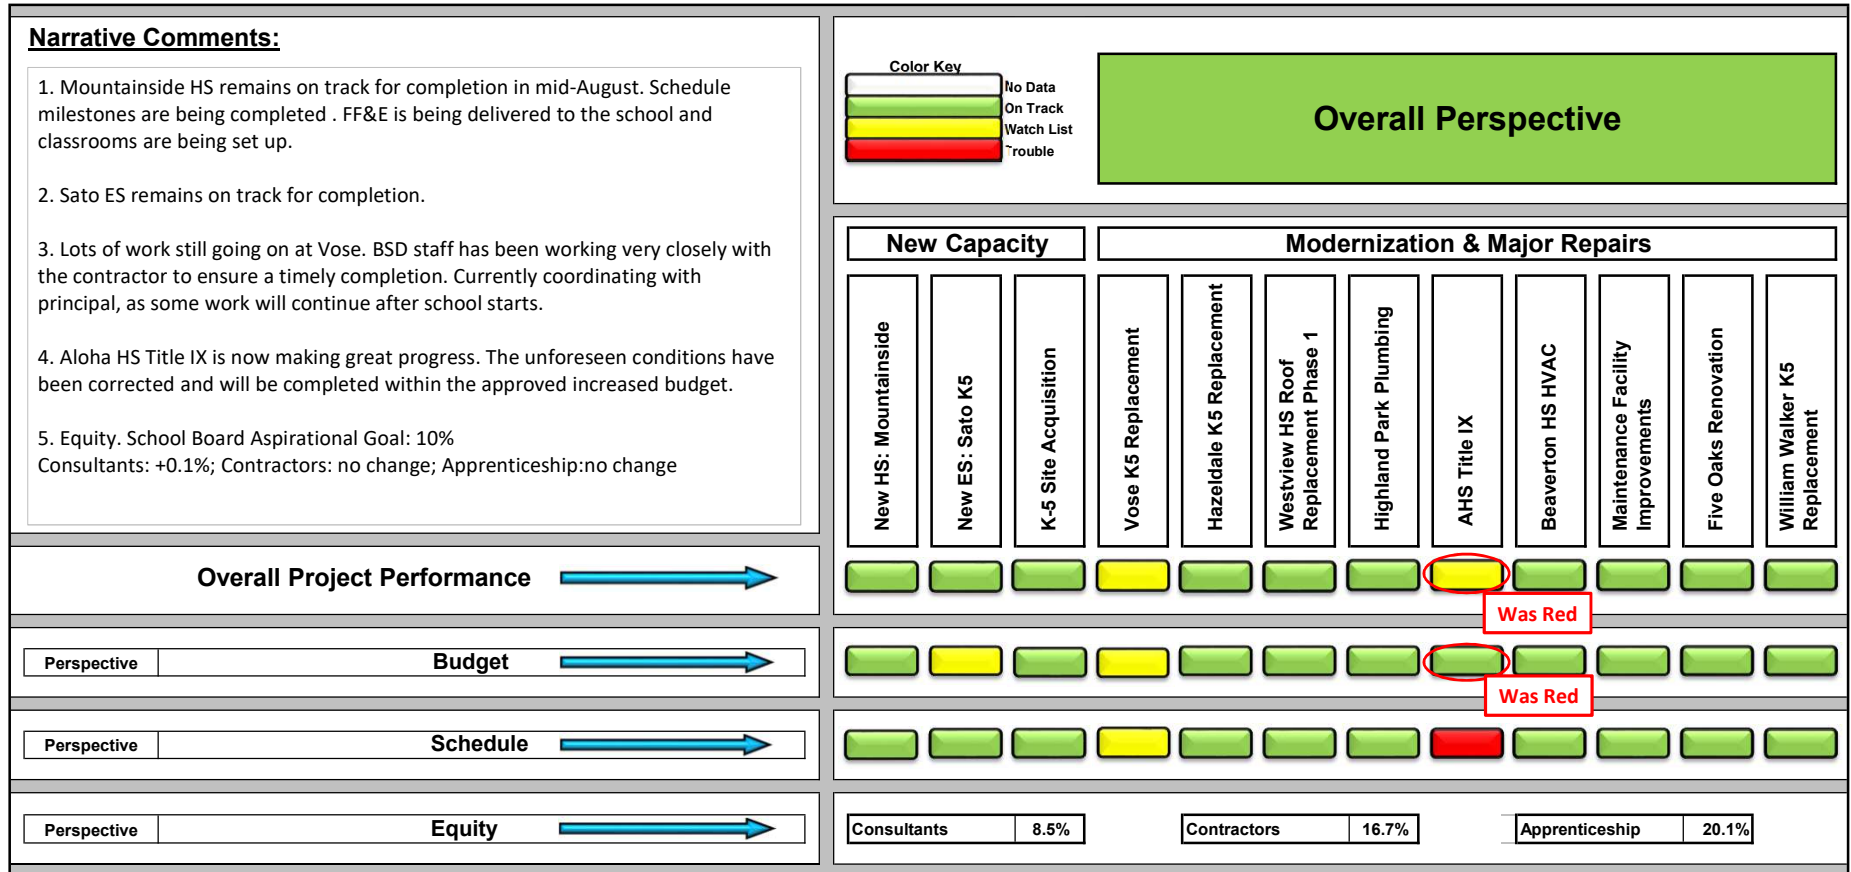 Narrative Comments:
1. Mountainside HS remains on track for completion in mid-August. Schedule
milestones are being completed . FF&E is being delivered to the school and
classrooms are being set up.
2. Sato ES remains on track for completion.
3. Lots of work still going on at Vose. BSD staff has been working very closely with
the contractor to ensure a timely completion. Currently coordinating with
principal, as some work will continue after school starts.
4. Aloha HS Title IX is now making great progress. The unforeseen conditions have
been corrected and will be completed within the approved increased budget.
5. Equity. School Board Aspirational Goal: 10%
Consultants: +0.1%; Contractors: no change; Apprenticeship:no change
Color Key
No Data
On Track
Watch List
Trouble
Overall Perspective
New Capacity
Modernization & Major Repairs
New HS: Mountainside
New ES: Sato K5
K-5 Site Acquisition
Vose K5 Replacement
Hazeldale K5 Replacement
Westview HS Roof
Replacement Phase 1
Highland Park Plumbing
AHS Title IX
Beaverton HS HVAC
Maintenance Facility
Improvements
Five Oaks Renovation
William Walker K5
Replacement
Overall Project Performance
Was Red
Perspective
Budget
Was Red
Perspective
Schedule
Perspective
Equity
Consultants 8.5%
Contractors 16.7%
Apprenticeship 20.1%